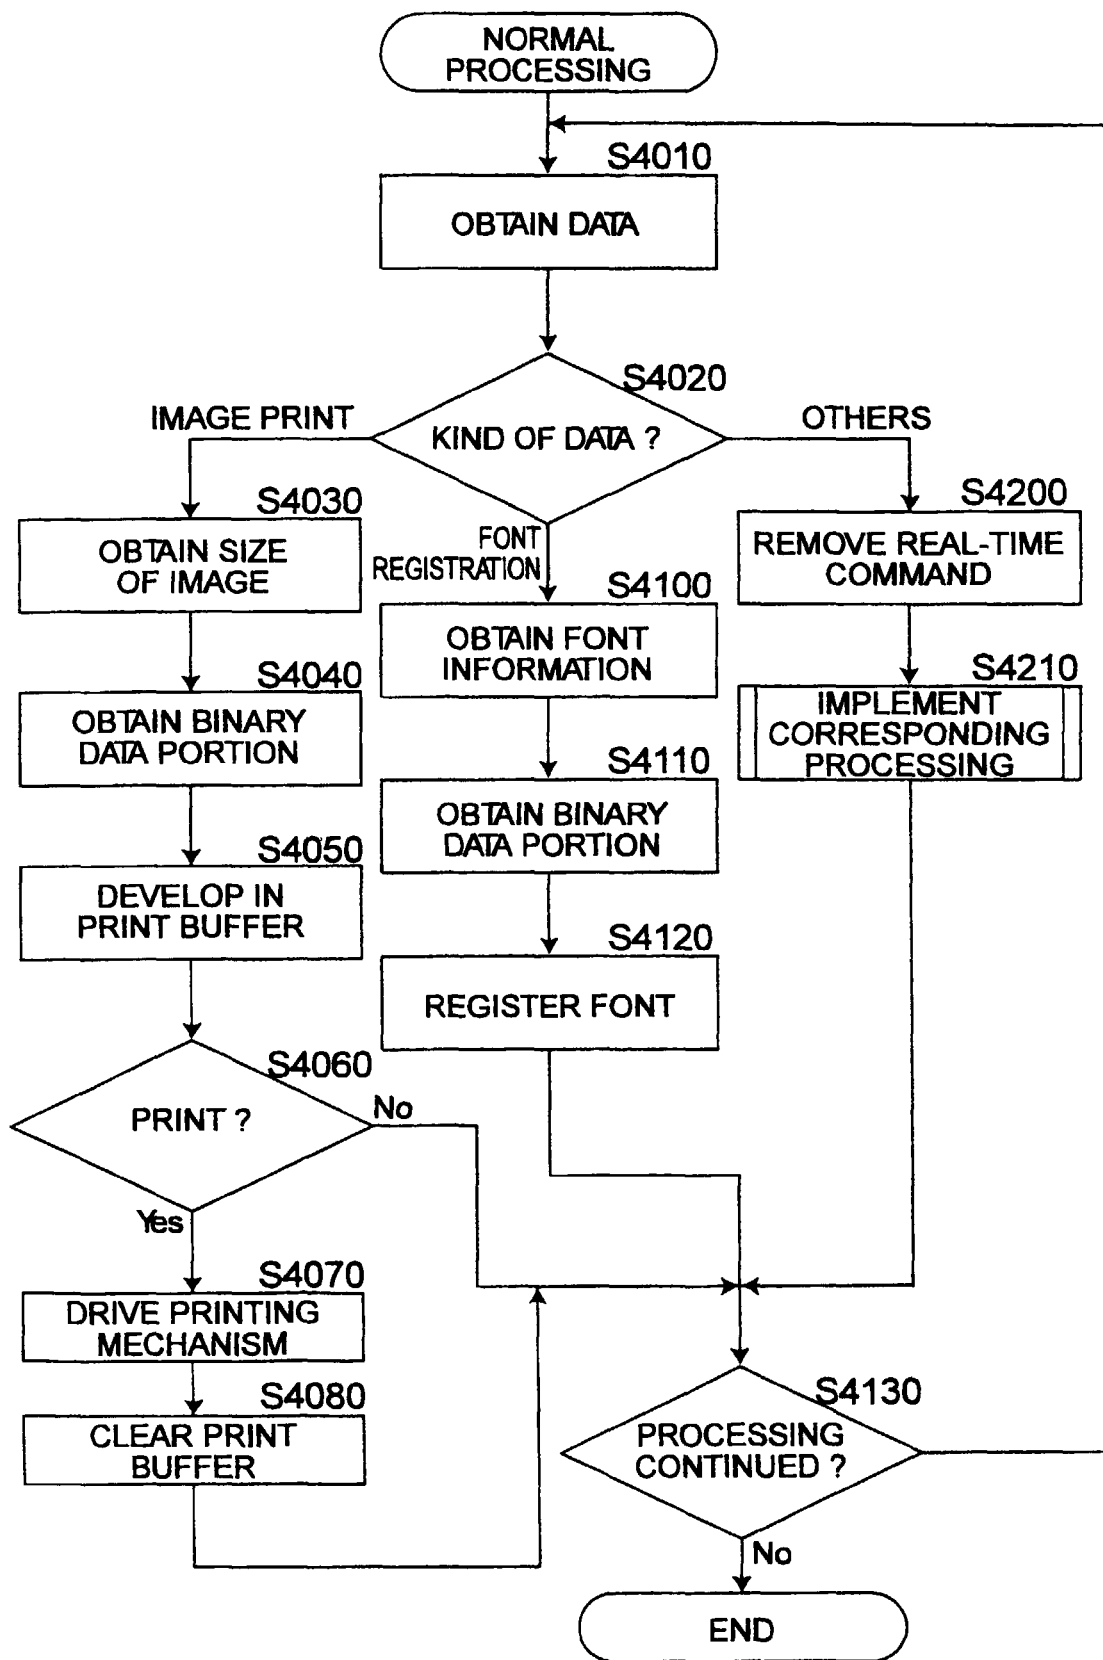 NORMAL
PROCESSING
S4010
OBTAIN DATA
S4020
KIND OF DATA ?
IMAGE PRINT
OTHERS
FONT
REGISTRATION
S4030
OBTAIN SIZE
OF IMAGE
S4040
OBTAIN BINARY
DATA PORTION
S4050
DEVELOP IN
PRINT BUFFER
S4060
PRINT ?
No
Yes
S4070
DRIVE PRINTING
MECHANISM
S4080
CLEAR PRINT
BUFFER
S4100
OBTAIN FONT
INFORMATION
S4110
OBTAIN BINARY
DATA PORTION
S4120
REGISTER FONT
S4200
REMOVE REAL-TIME
COMMAND
S4210
IMPLEMENT
CORRESPONDING
PROCESSING
S4130
PROCESSING
CONTINUED ?
No
END